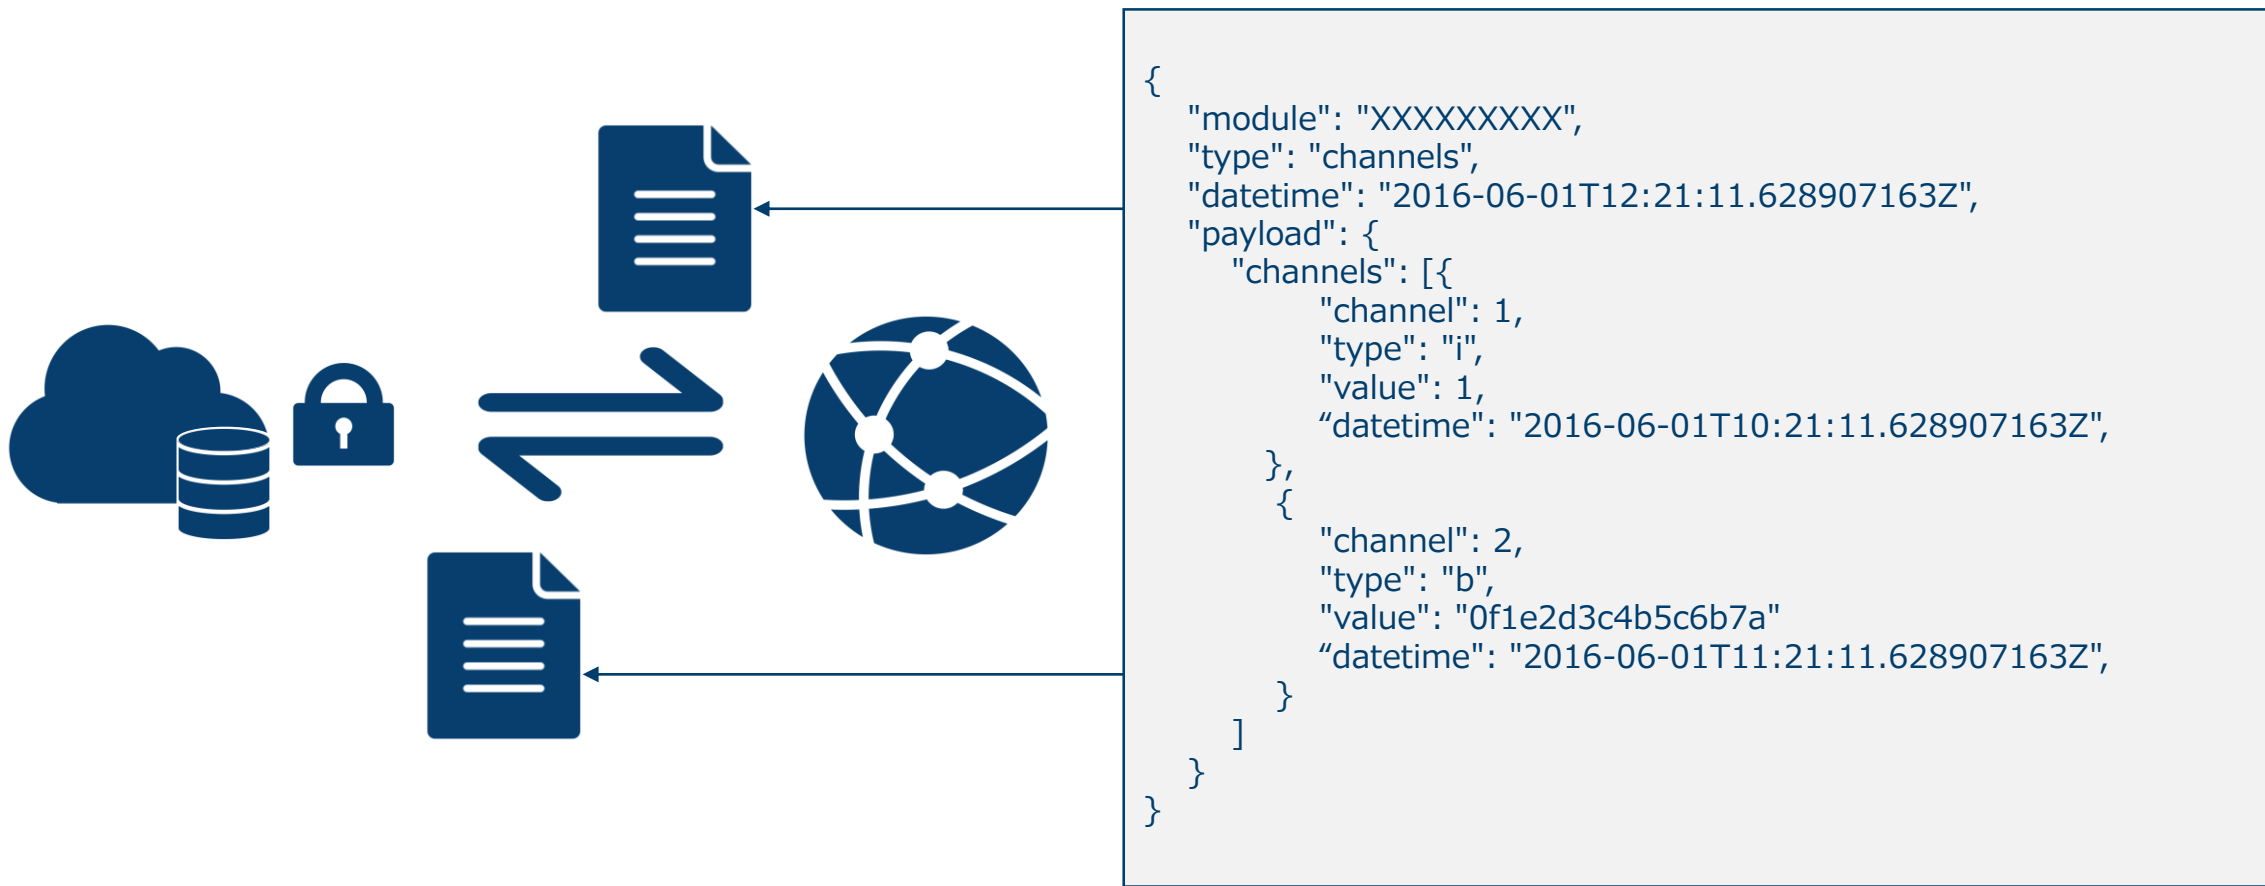 {
"module": "XXXXXXXXX",
"type": "channels",
"datetime": "2016-06-01T12:21:11.628907163Z",
"payload": {
"channels": [{
"channel": 1,
"type": "i",
"value": 1,
“datetime": "2016-06-01T10:21:11.628907163Z",
},
{
"channel": 2,
"type": "b",
"value": "0f1e2d3c4b5c6b7a"
“datetime": "2016-06-01T11:21:11.628907163Z",
}
]
}
}